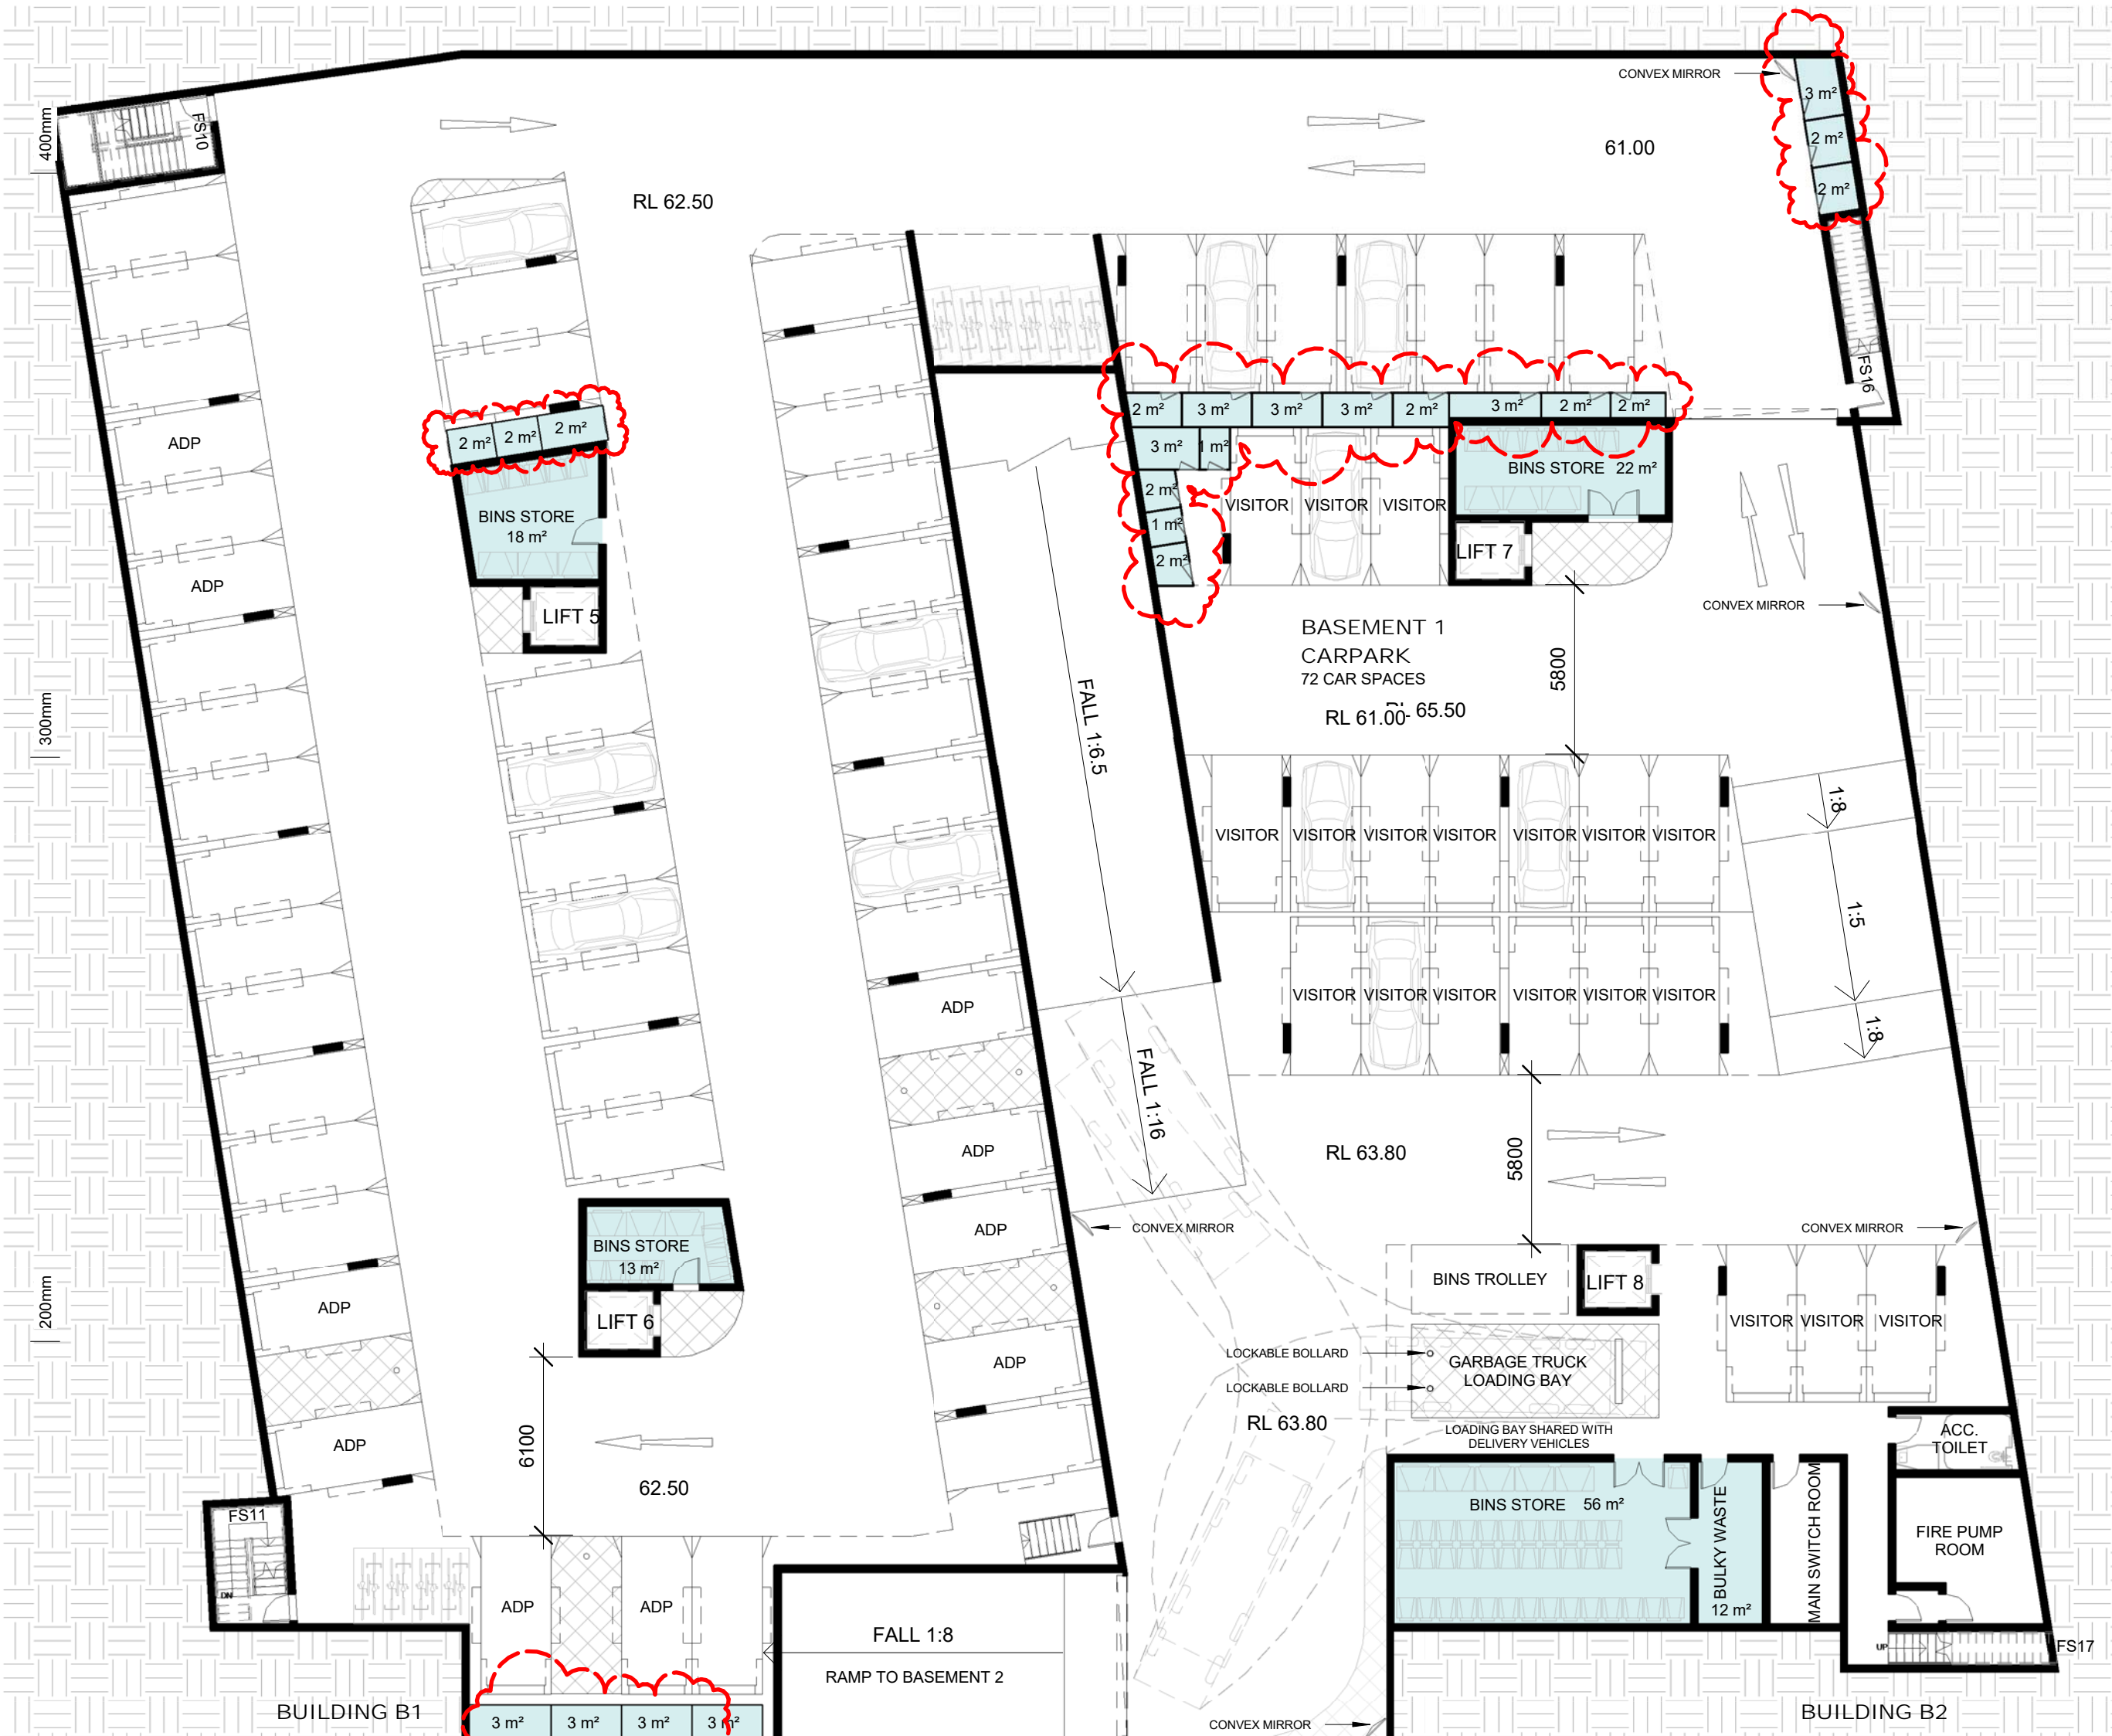 CONVEX MIRROR
3 m²
400mm
FS10
2 m²
61.00
2 m²
RL 62.50
FS16
2 m²
3 m²
3 m²
3 m²
2 m²
3 m²
2 m²
2 m²
2 m²
2 m²
2 m²
ADP
3 m²
1 m²
BINS STORE 22 m²
2 m²
VISITOR
VISITOR
VISITOR
BINS STORE
18 m²
1 m²
LIFT 7
2 m²
ADP
LIFT 5
CONVEX MIRROR
BASEMENT 1
CARPARK
72 CAR SPACES
5800
RL 61.00
65.50
300mm
FALL 1:6.5
1:8
VISITOR
VISITOR
VISITOR
VISITOR
VISITOR
VISITOR
VISITOR
1:5
ADP
VISITOR
VISITOR
VISITOR
VISITOR
VISITOR
VISITOR
1:8
FALL 1:16
ADP
RL 63.80
5800
ADP
CONVEX MIRROR
CONVEX MIRROR
BINS STORE
13 m²
BINS TROLLEY
LIFT 8
200mm
ADP
LIFT 6
VISITOR
VISITOR
VISITOR
ADP
LOCKABLE BOLLARD
GARBAGE TRUCK
LOADING BAY
LOCKABLE BOLLARD
RL 63.80
LOADING BAY SHARED WITH
DELIVERY VEHICLES
ACC.
TOILET
ADP
6100
62.50
BINS STORE 56 m²
FS11
BULKY WASTE
12 m²
MAIN SWITCH ROOM
FIRE PUMP
ROOM
DN
ADP
ADP
FALL 1:8
RAMP TO BASEMENT 2
UP
FS17
BUILDING B1
3 m²
3 m²
3 m²
3 m²
CONVEX MIRROR
BUILDING B2